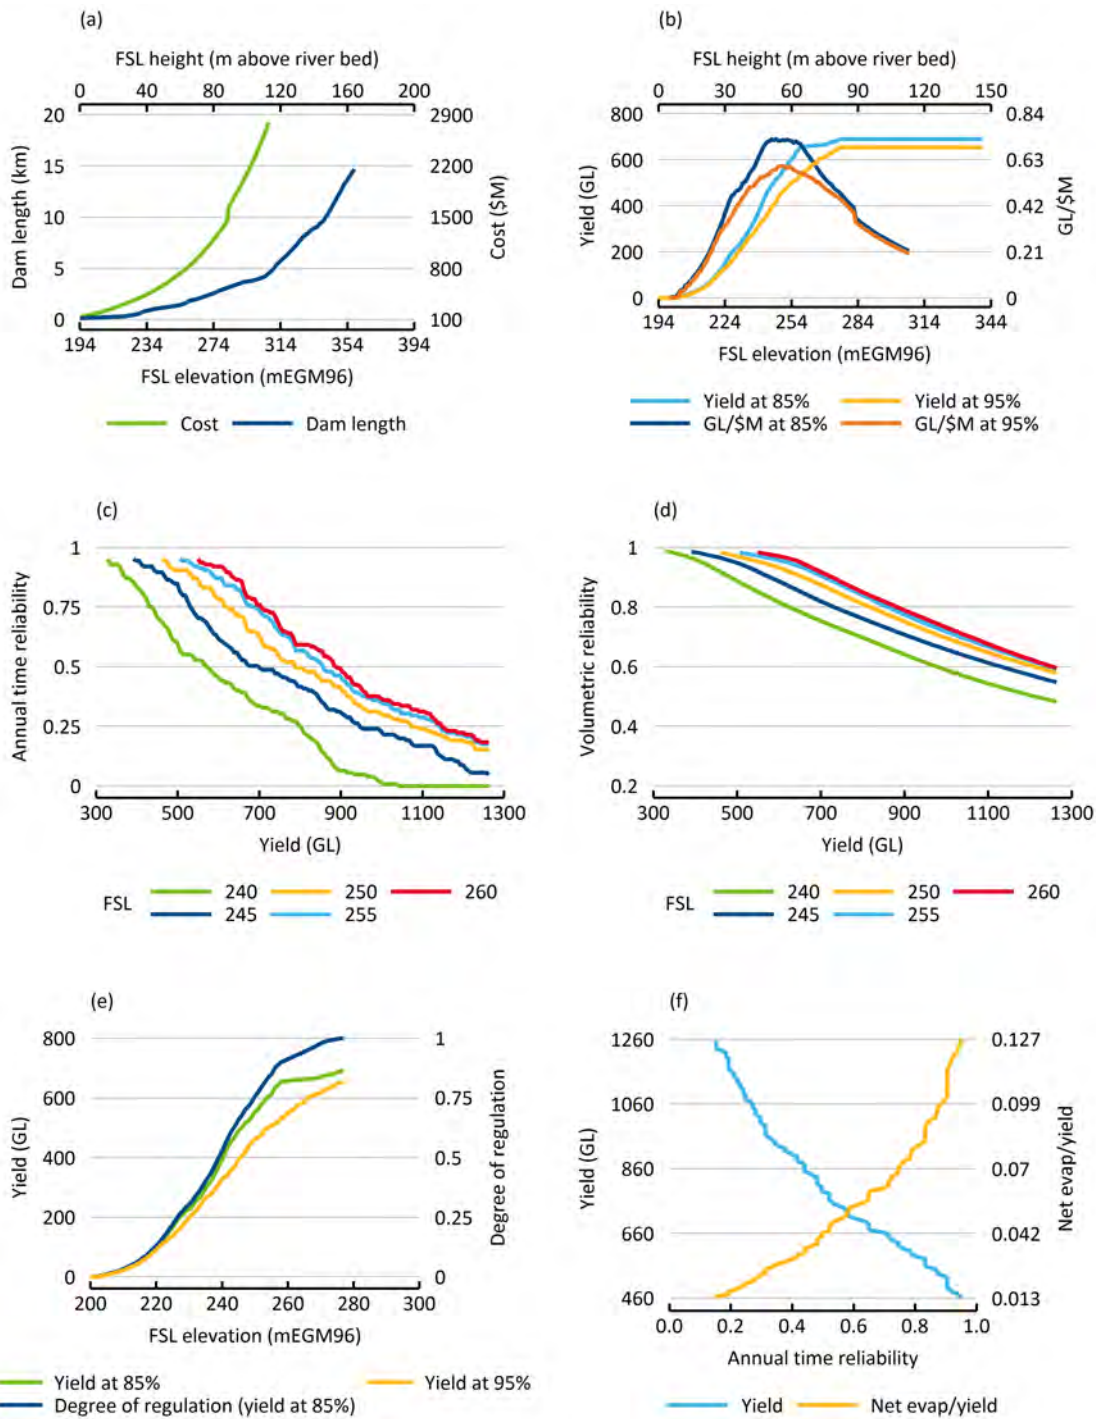 (a)
FSL height (m above river bed)
0 40 80 120 160 200
20 2900
15 2200
10 1500
5 800
0 100
Dam length (km)
Cost ($M)
194 234 274 314 354 394
FSL elevation (mEGM96)
Cost Dam length
(b)
FSL height (m above river bed)
0 30 60 90 120 150
800 0.84
600 0.63
400 0.42
200 0.21
0 0
Yield (GL)
GL/$M
194 224 254 284 314 344
FSL elevation (mEGM96)
Yield at 85% Yield at 95%
GL/$M at 85% GL/$M at 95%
(c)
1
0.75
0.5
0.25
0
Annual time reliability
300 500 700 900 1100 1300
Yield (GL)
FSL
240 250 260
245 255
(d)
1
0.8
0.6
0.4
0.2
Volumetric reliability
300 500 700 900 1100 1300
Yield (GL)
FSL
240 250 260
245 255
(e)
800 1
600 0.75
400 0.5
200 0.25
0 0
Yield (GL)
Degree of regulation
200 220 240 260 280 300
FSL elevation (mEGM96)
Yield at 85% Yield at 95%
Degree of regulation (yield at 85%)
(f)
1260 0.127
1060 0.099
860 0.07
660 0.042
460 0.013
Yield (GL)
Net evap/yield
0.0 0.2 0.4 0.6 0.8 1.0
Annual time reliability
Yield Net evap/yield